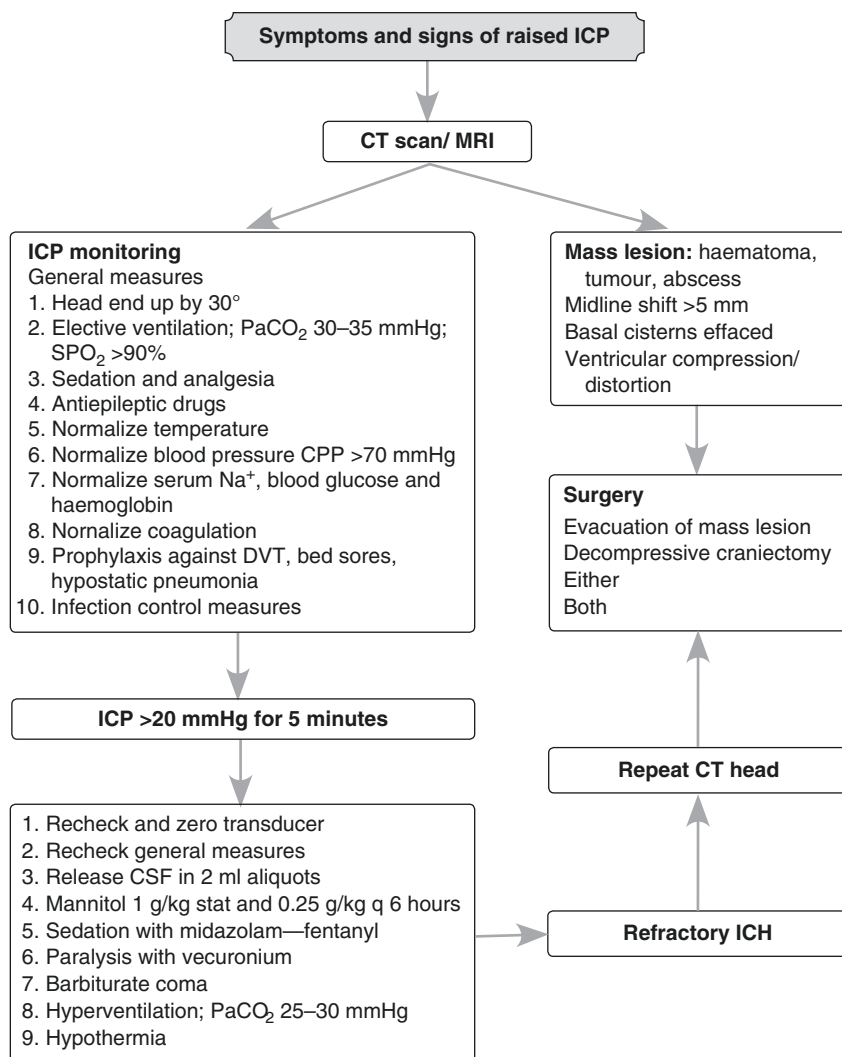 Symptoms and signs of raised ICP
CT scan/ MRI
ICP monitoring
General measures
1. Head end up by 30°
2. Elective ventilation; PaCO₂ 30–35 mmHg;
SPO₂ >90%
3. Sedation and analgesia
4. Antiepileptic drugs
5. Normalize temperature
6. Normalize blood pressure CPP >70 mmHg
7. Normalize serum Na⁺, blood glucose and
haemoglobin
8. Nornalize coagulation
9. Prophylaxis against DVT, bed sores,
hypostatic pneumonia
10. Infection control measures
ICP >20 mmHg for 5 minutes
1. Recheck and zero transducer
2. Recheck general measures
3. Release CSF in 2 ml aliquots
4. Mannitol 1 g/kg stat and 0.25 g/kg q 6 hours
5. Sedation with midazolam—fentanyl
6. Paralysis with vecuronium
7. Barbiturate coma
8. Hyperventilation; PaCO₂ 25–30 mmHg
9. Hypothermia
Mass lesion: haematoma,
tumour, abscess
Midline shift >5 mm
Basal cisterns effaced
Ventricular compression/
distortion
Surgery
Evacuation of mass lesion
Decompressive craniectomy
Either
Both
Repeat CT head
Refractory ICH